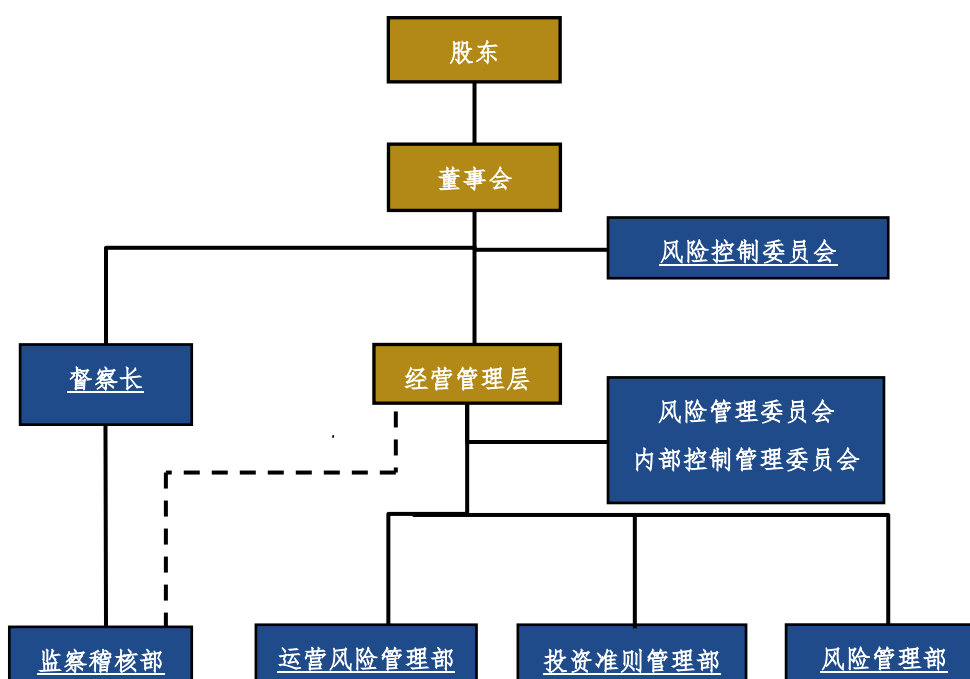 股东
董事会
风险控制委员会
督察长
经营管理层
风险管理委员会
内部控制管理委员会
监察稽核部
运营风险管理部
投资准则管理部
风险管理部